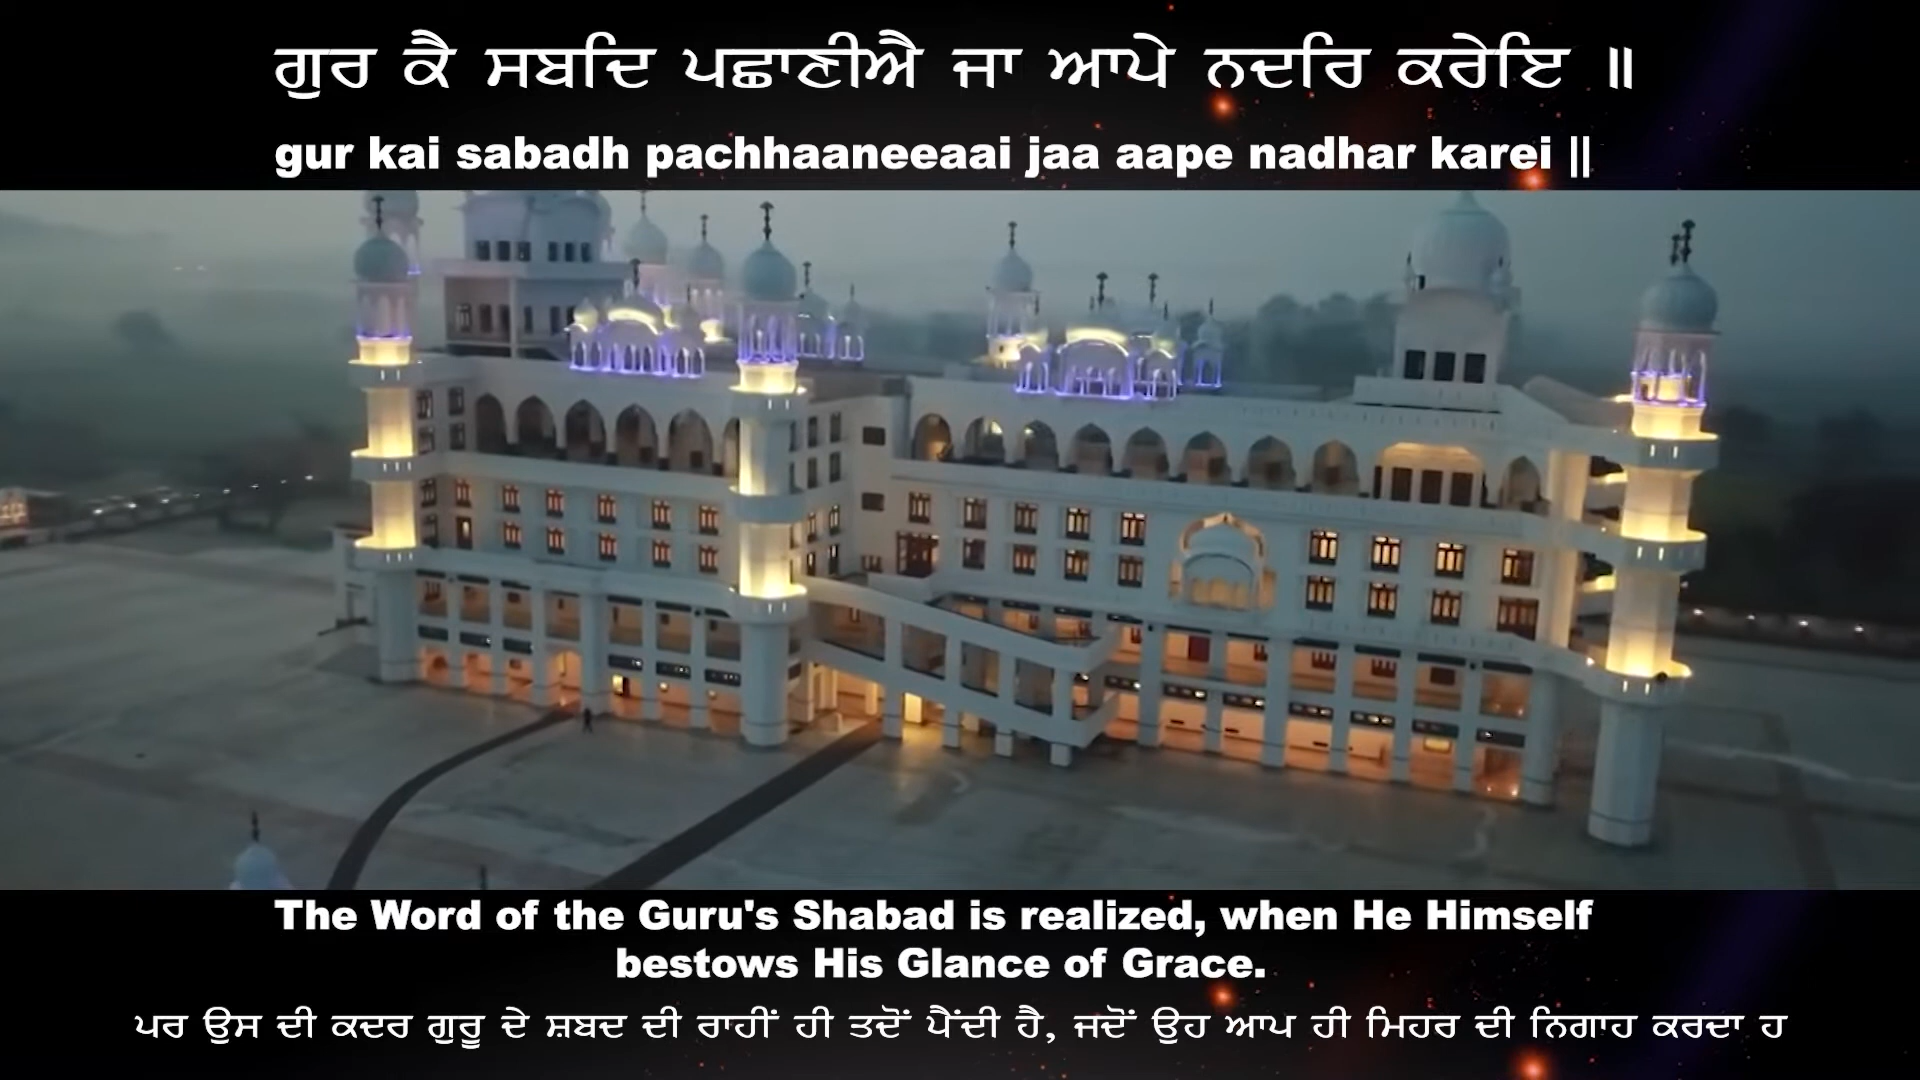 ਗੁਰ ਕੈ ਸਬਦਿ ਪਛਾਣੀਐ ਜਾ ਆਪੇ ਨਦਰਿ ਕਰੇਇ ॥
gur kai sabadh pachhaaneeaai jaa aape nadhar karei ||
The Word of the Guru's Shabad is realized, when He Himself
bestows His Glance of Grace.
ਪਰ ਉਸ ਦੀ ਕਦਰ ਗੁਰੂ ਦੇ ਸ਼ਬਦ ਦੀ ਰਾਹੀਂ ਹੀ ਤਦੋਂ ਪੈਂਦੀ ਹੈ, ਜਦੋਂ ਉਹ ਆਪ ਹੀ ਮਿਹਰ ਦੀ ਨਿਗਾਹ ਕਰਦਾ ਹ